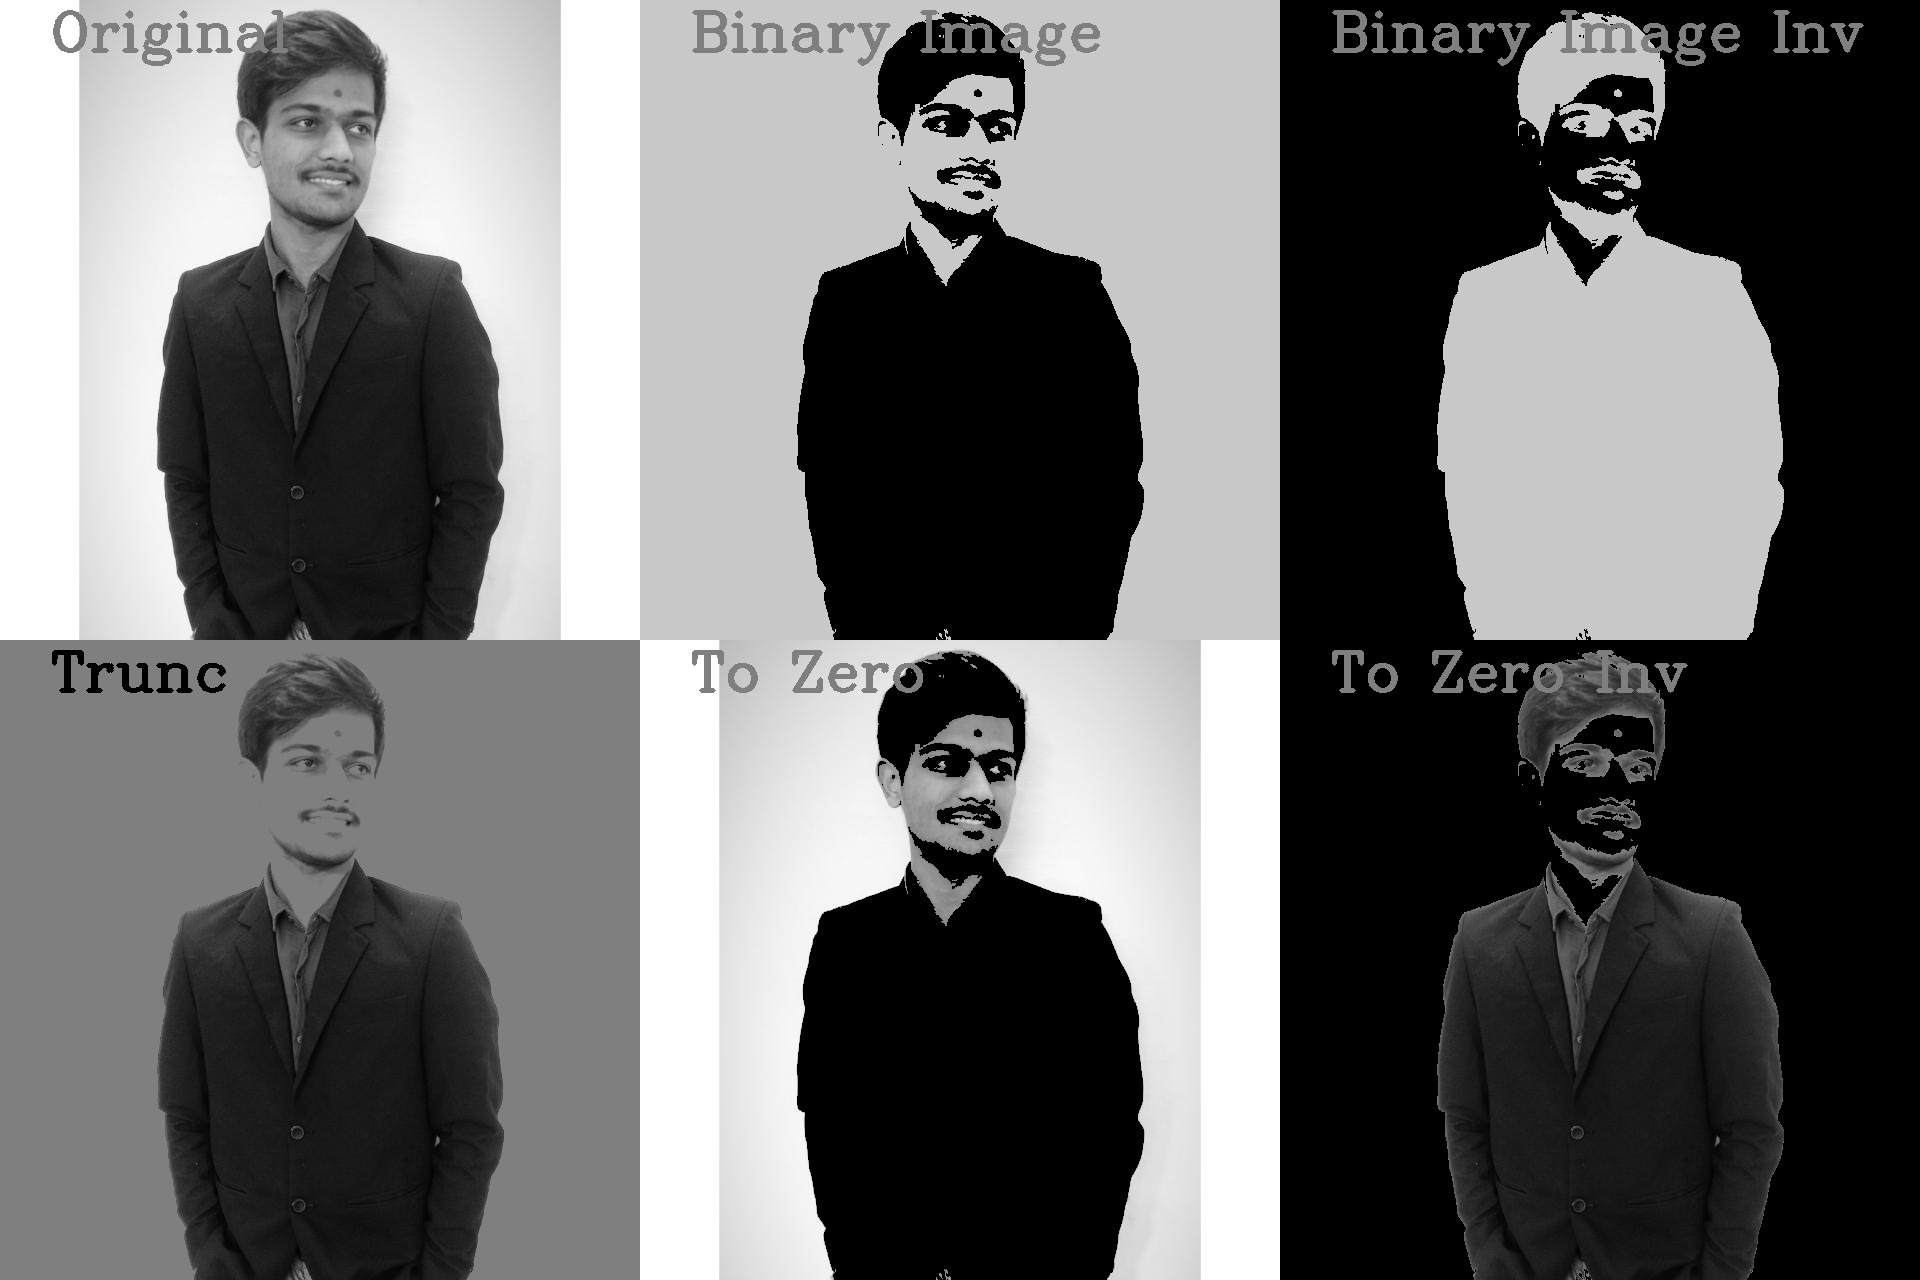 Original
Binary Image
Binary Image Inv
Trunc
To Zero
To Zero Inv